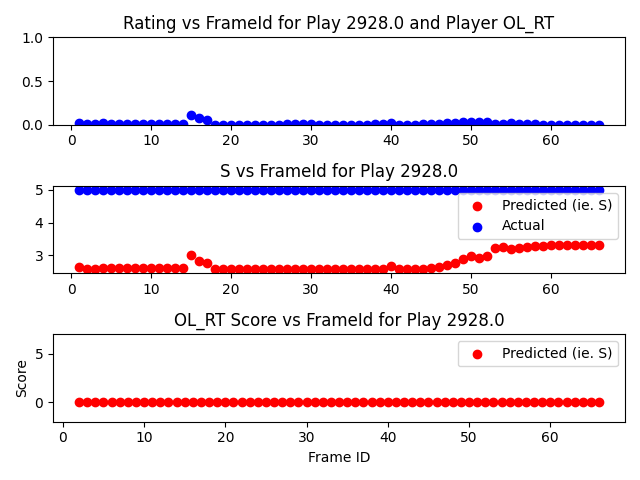 Rating vs FrameId for Play 2928.0 and Player OL_RT
1.0
0.5
0.0
0 10 20 30 40 50 60
S vs FrameId for Play 2928.0
5
4
3
Predicted (ie. S)
Actual
0 10 20 30 40 50 60
OL_RT Score vs FrameId for Play 2928.0
Score
5
0
Predicted (ie. S)
0 10 20 30 40 50 60
Frame ID